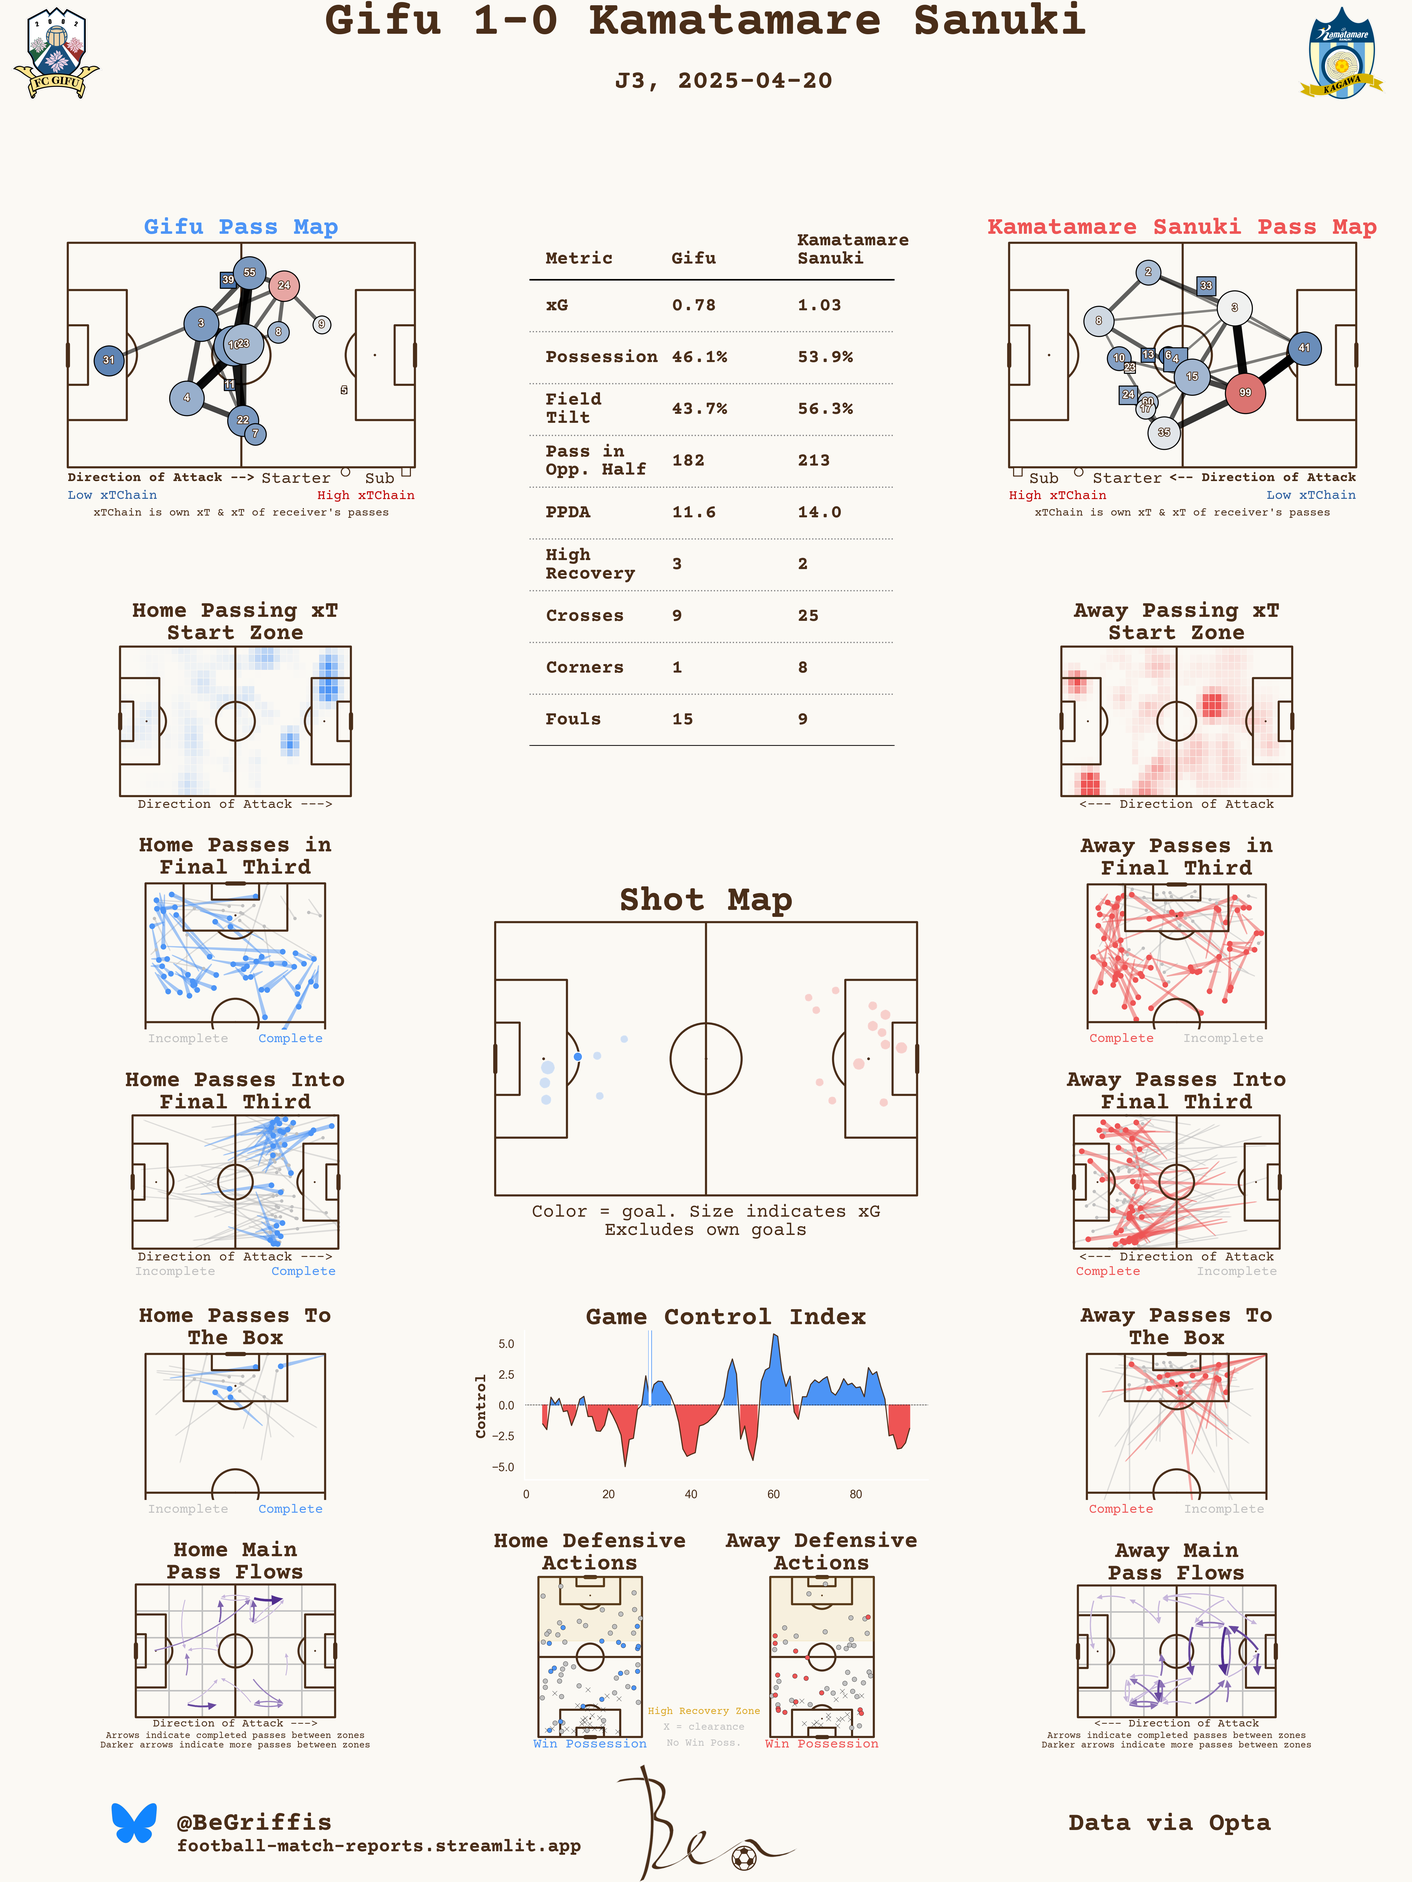 Gifu 1-0 Kamatamare Sanuki
J3, 2025-04-20
FC GIFU
Kamatamare
SANUKI
KAGAWA
Gifu Pass Map
39
55
24
3
8
9
10
23
31
11
5
4
22
7
Direction of Attack --> Starter Sub
Low xTChain High xTChain
xTChain is own xT & xT of receiver's passes
Metric Gifu Kamatamare Sanuki
xG 0.78 1.03
Possession 46.1% 53.9%
Field Tilt 43.7% 56.3%
Pass in Opp. Half 182 213
PPDA 11.6 14.0
High Recovery 3 2
Crosses 9 25
Corners 1 8
Fouls 15 9
Kamatamare Sanuki Pass Map
2
33
3
8
10
13
6
4
41
23
15
24
60
17
99
35
Sub Starter <-- Direction of Attack
High xTChain Low xTChain
xTChain is own xT & xT of receiver's passes
Home Passing xT
Start Zone
Direction of Attack --->
Away Passing xT
Start Zone
<--- Direction of Attack
Home Passes in
Final Third
Incomplete Complete
Away Passes in
Final Third
Complete Incomplete
Shot Map
Color = goal. Size indicates xG
Excludes own goals
Home Passes Into
Final Third
Direction of Attack --->
Incomplete Complete
Away Passes Into
Final Third
<--- Direction of Attack
Complete Incomplete
Home Passes To
The Box
Incomplete Complete
Game Control Index
Control
5.0
2.5
0.0
−2.5
−5.0
0 20 40 60 80
Away Passes To
The Box
Complete Incomplete
Home Main
Pass Flows
Direction of Attack --->
Arrows indicate completed passes between zones
Darker arrows indicate more passes between zones
Home Defensive
Actions
Win Possession
High Recovery Zone
X = clearance
No Win Poss.
Away Defensive
Actions
Win Possession
Away Main
Pass Flows
<--- Direction of Attack
Arrows indicate completed passes between zones
Darker arrows indicate more passes between zones
@BeGriffis
football-match-reports.streamlit.app
Ben
Data via Opta